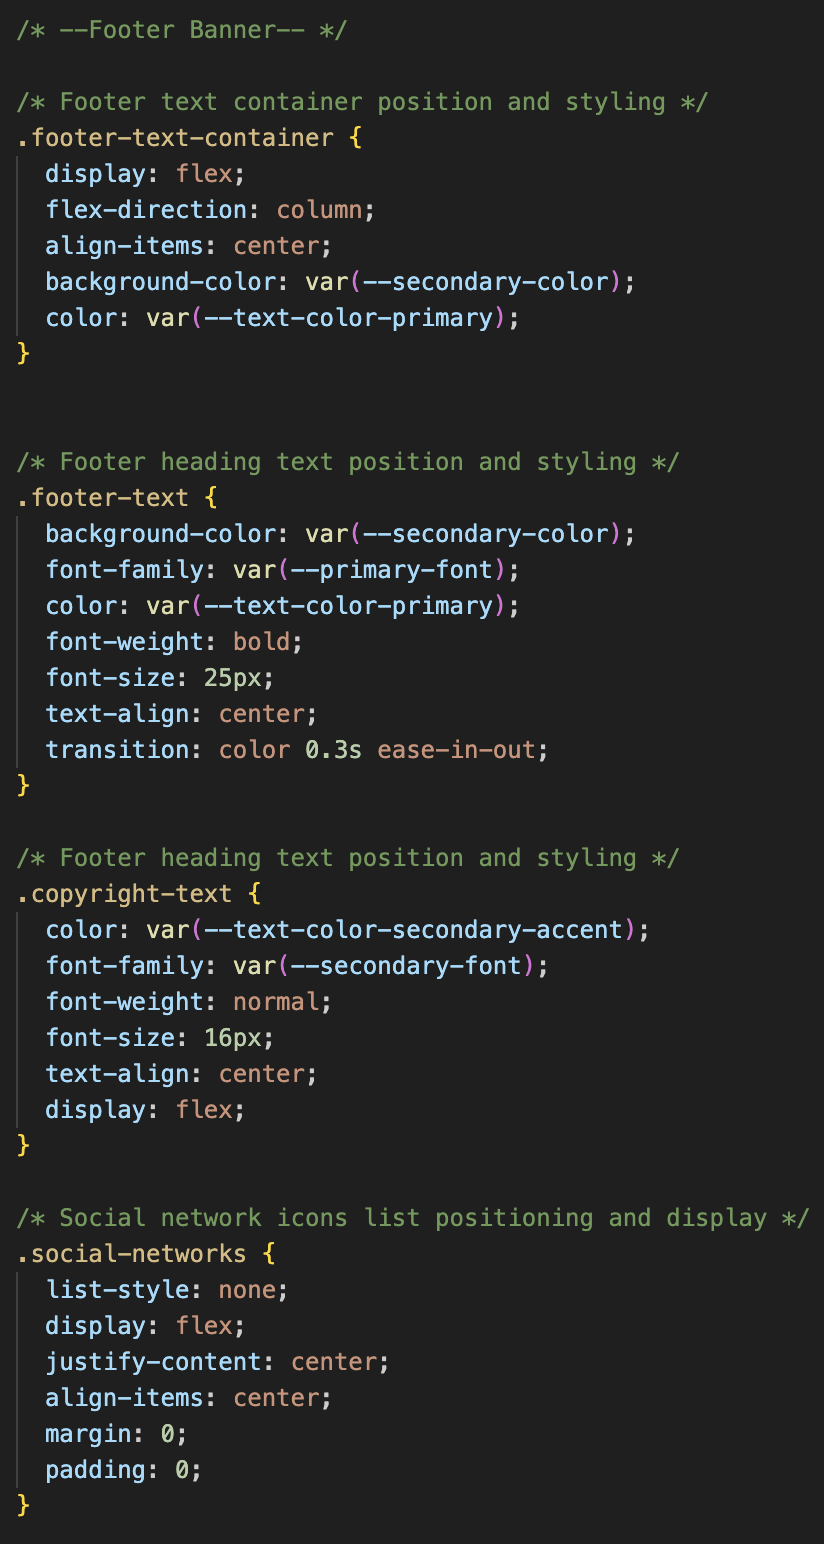 /* --Footer Banner-- */
/* Footer text container position and styling */
.footer-text-container {
display: flex;
flex-direction: column;
align-items: center;
background-color: var(--secondary-color);
color: var(--text-color-primary);
}
/* Footer heading text position and styling */
.footer-text {
background-color: var(--secondary-color);
font-family: var(--primary-font);
color: var(--text-color-primary);
font-weight: bold;
font-size: 25px;
text-align: center;
transition: color 0.3s ease-in-out;
}
/* Footer heading text position and styling */
.copyright-text {
color: var(--text-color-secondary-accent);
font-family: var(--secondary-font);
font-weight: normal;
font-size: 16px;
text-align: center;
display: flex;
}
/* Social network icons list positioning and display */
.social-networks {
list-style: none;
display: flex;
justify-content: center;
align-items: center;
margin: 0;
padding: 0;
}